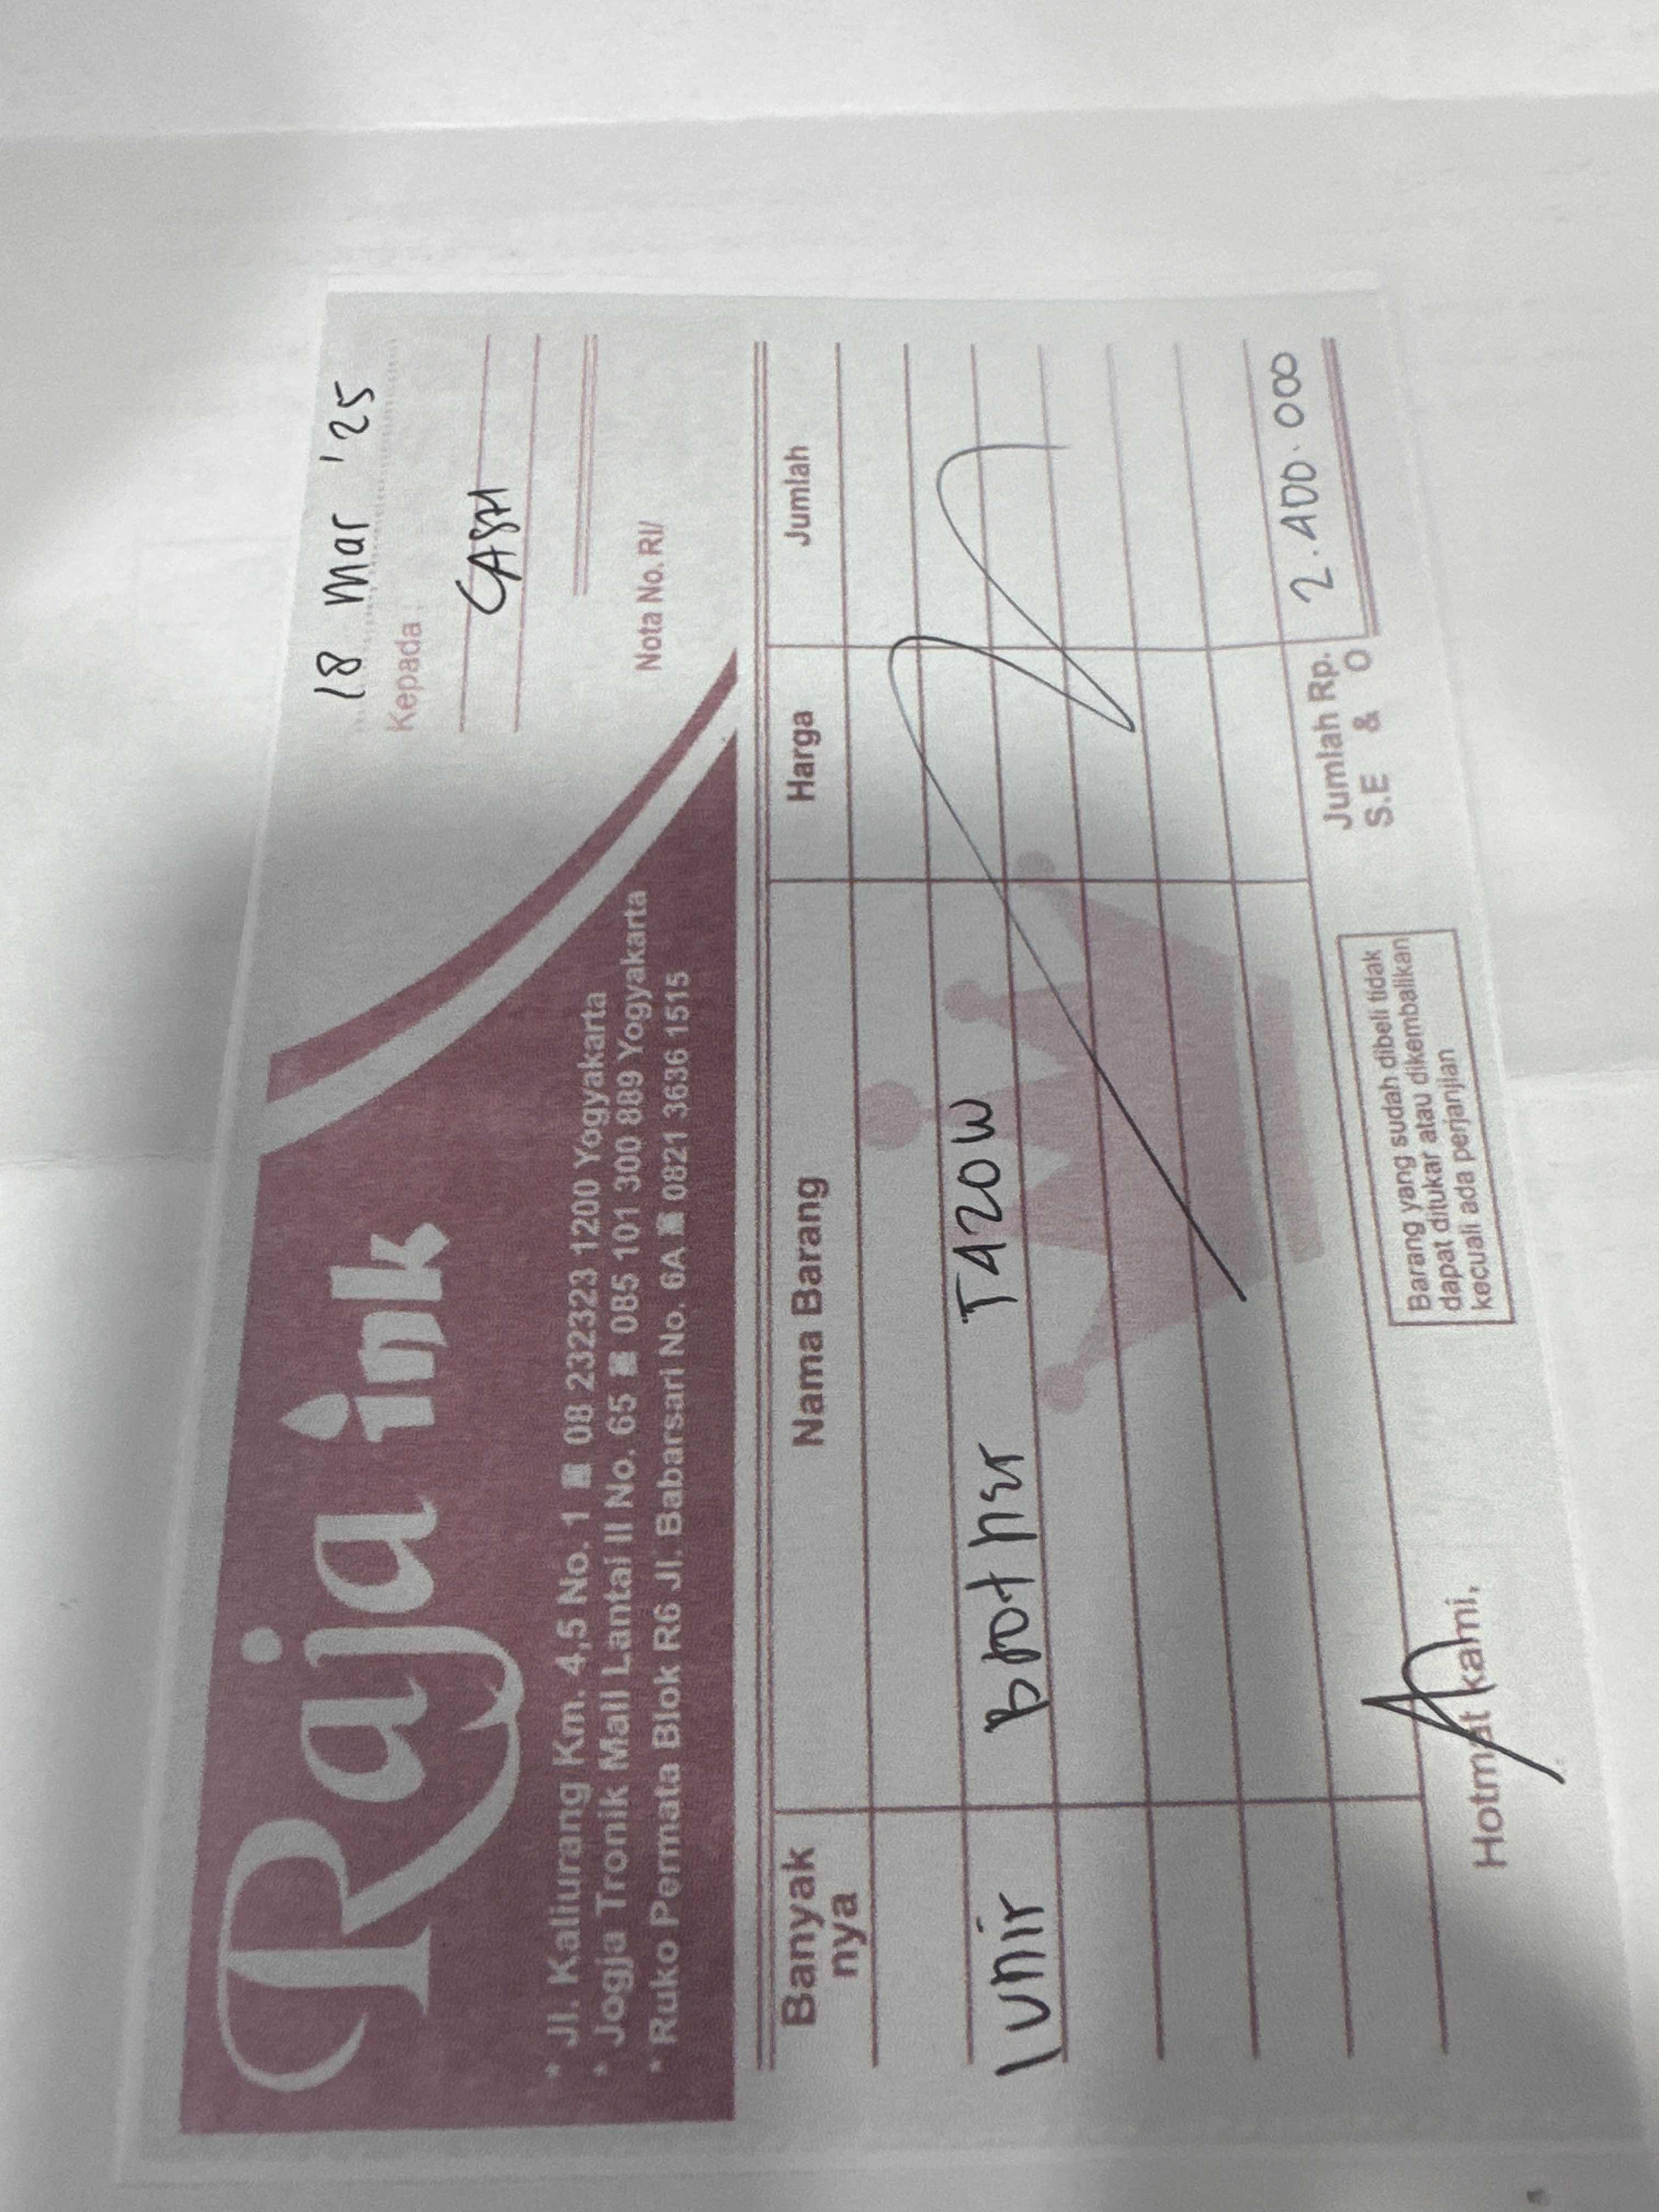 Raja ink
* Jl. Kaliurang Km. 4,5 No. 1 08 232323 1200 Yogyakarta
* Jogja Tronik Mall Lantai II No. 65 085 101 300 889 Yogyakarta
* Ruko Permata Blok R6 Jl. Babarsari No. 6A 0821 3636 1515
18 Mar '25
Kepada :
CASH
Nota No. RI/
Banyak nya Nama Barang Harga Jumlah
1 unit Brother T420W
Jumlah Rp. 2.400.000
S.E & O
Barang yang sudah dibeli tidak
dapat ditukar atau dikembalikan
kecuali ada perjanjian
Hotmat kami,